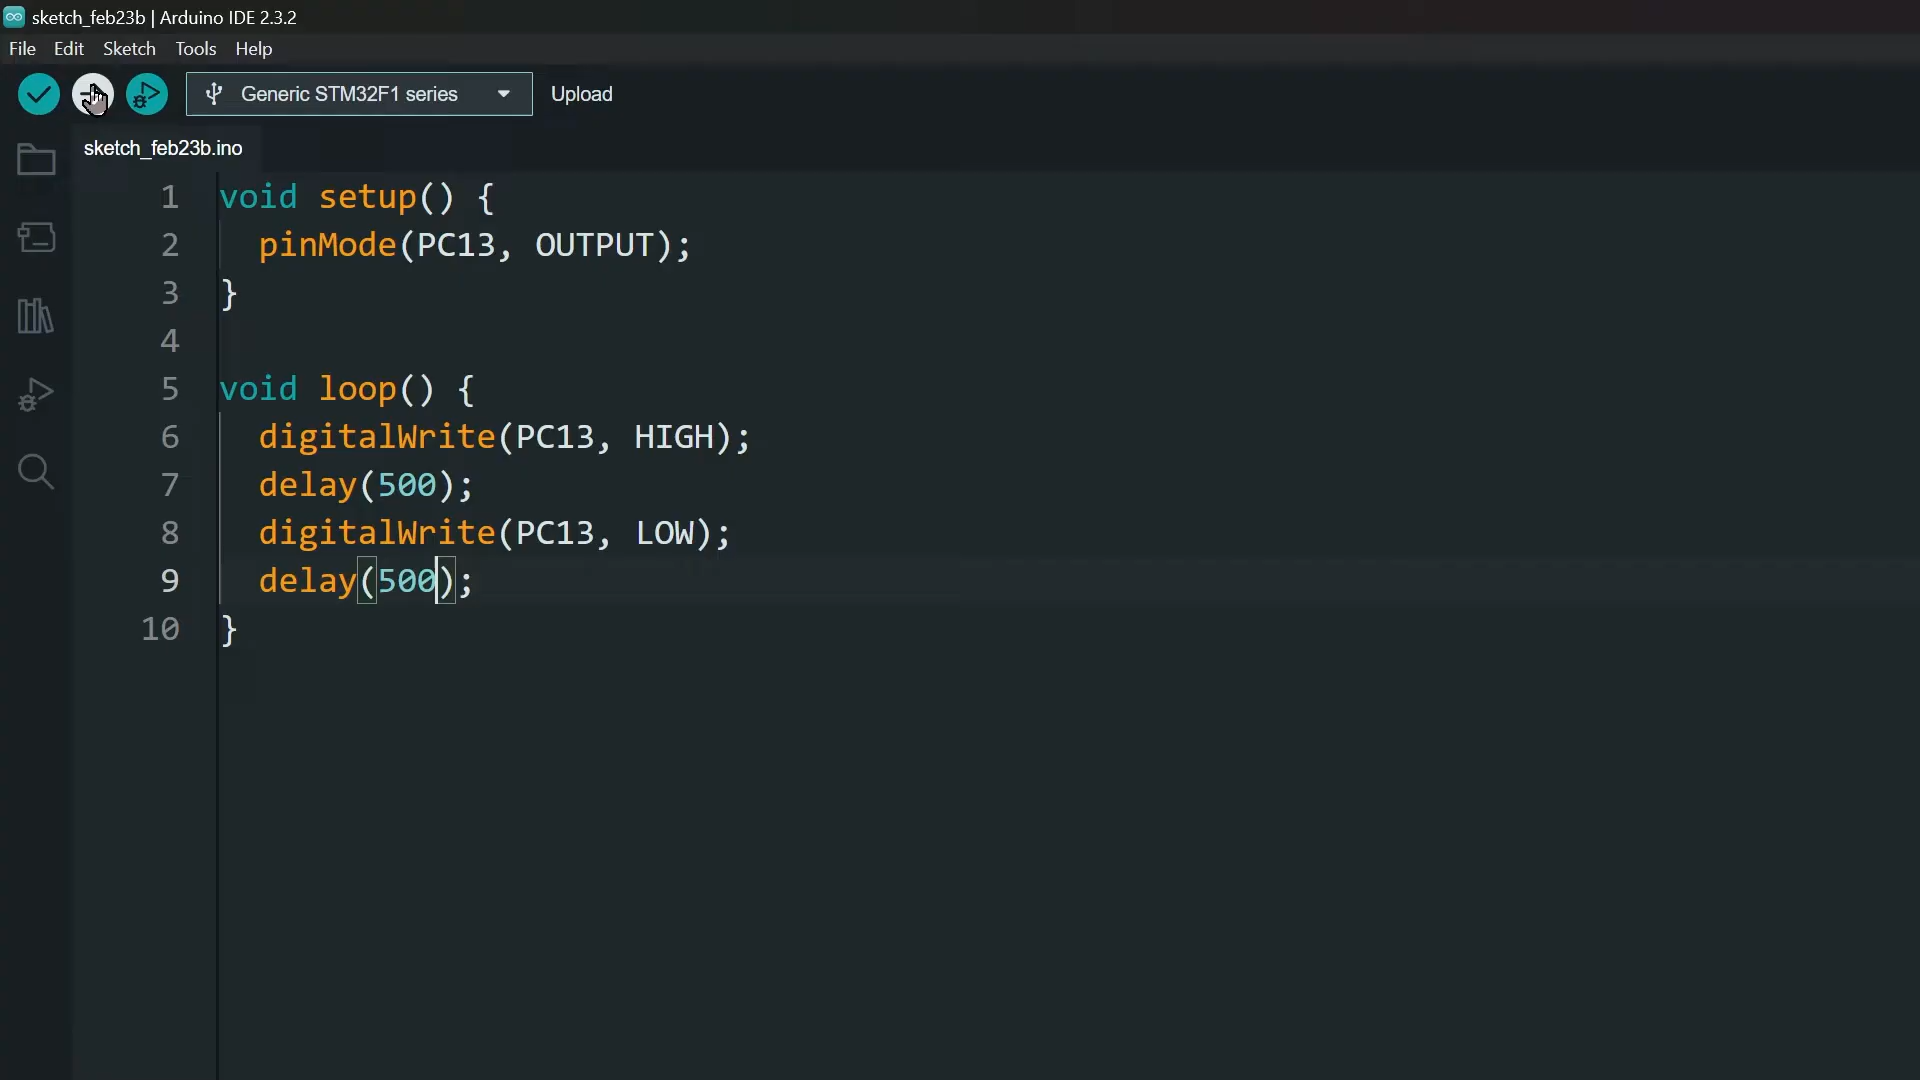 sketch_feb23b | Arduino IDE 2.3.2
File Edit Sketch Tools Help
Generic STM32F1 series Upload
sketch_feb23b.ino
1 void setup() {
2 pinMode(PC13, OUTPUT);
3 }
4
5 void loop() {
6 digitalWrite(PC13, HIGH);
7 delay(500);
8 digitalWrite(PC13, LOW);
9 delay(500);
10 }